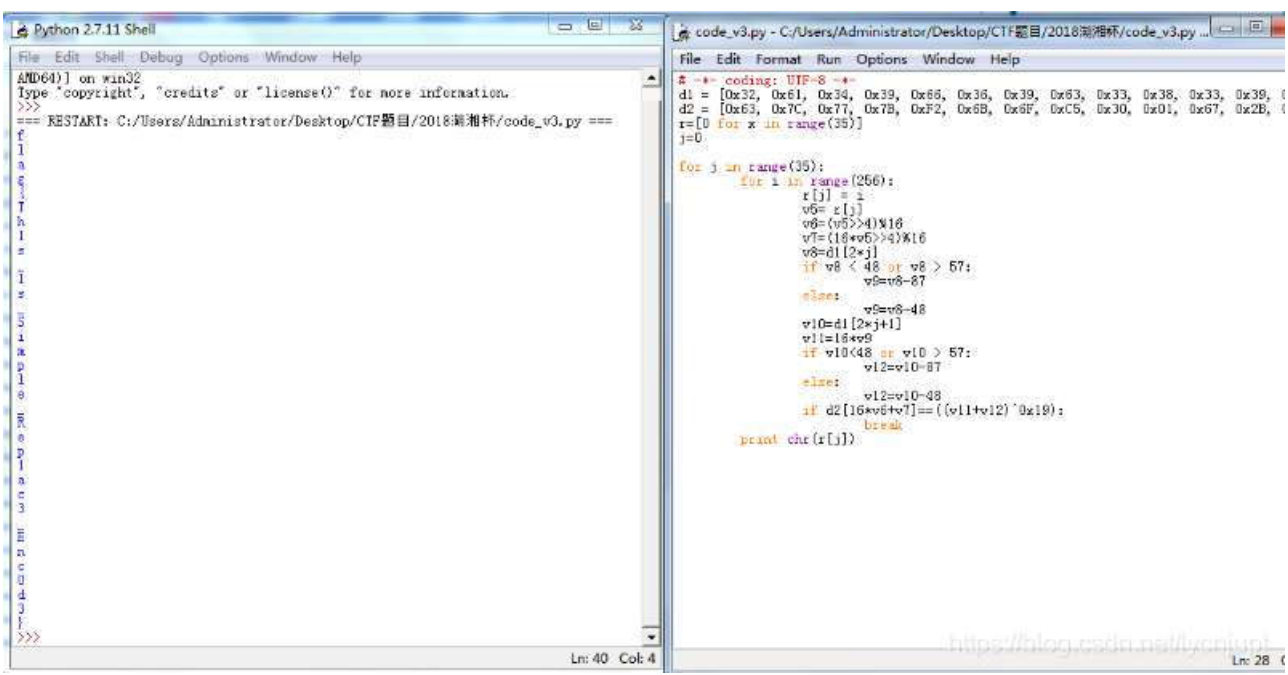 Python 2.7.11 Shell
File Edit Shell Debug Options Window Help
AMD64)] on win32
Type "copyright", "credits" or "license()" for more information.
>>>
=== RESTART: C:/Users/Administrator/Desktop/CTF题目/2018湖湘杯/code_v3.py ===
f
l
a
g
{
T
h
1
s
_
1
s
_
S
i
m
p
l
e
_
R
e
p
l
a
c
3
_
E
n
c
0
d
3
}
>>>
Ln: 40 Col: 4
code_v3.py - C:/Users/Administrator/Desktop/CTF题目/2018湖湘杯/code_v3.py ...
File Edit Format Run Options Window Help
# -*- coding: UTF-8 -*-
d1 = [0x32, 0x61, 0x34, 0x39, 0x66, 0x36, 0x39, 0x63, 0x33, 0x38, 0x33, 0x39,
d2 = [0x63, 0x7C, 0x77, 0x7B, 0xF2, 0x6B, 0x6F, 0xC5, 0x30, 0x01, 0x67, 0x2B,
r=[0 for x in range(35)]
j=0
for j in range(35):
for i in range(256):
r[j] = i
v5= r[j]
v6=(v5>>4)%16
v7=(16*v5>>4)%16
v8=d1[2*j]
if v8 < 48 or v8 > 57:
v9=v8-87
else:
v9=v8-48
v10=d1[2*j+1]
v11=16*v9
if v10<48 or v10 > 57:
v12=v10-87
else:
v12=v10-48
if d2[16*v6+v7]==((v11+v12)^0x19):
break
print chr(r[j])
https://blog.csdn.net/lycnjupt
Ln: 28